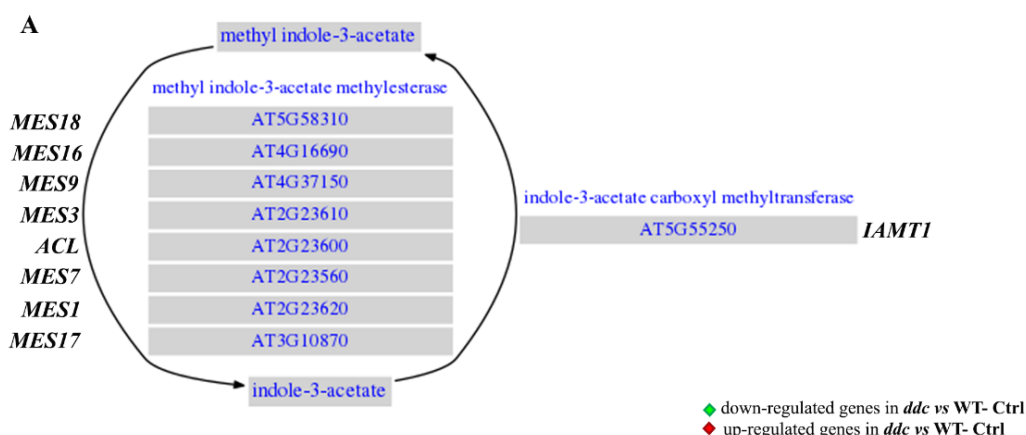 A
methyl indole-3-acetate
methyl indole-3-acetate methylesterase
MES18 AT5G58310
MES16 AT4G16690
MES9 AT4G37150
MES3 AT2G23610
indole-3-acetate carboxyl methyltransferase
AT5G55250 IAMT1
ACL AT2G23600
MES7 AT2G23560
MES1 AT2G23620
MES17 AT3G10870
indole-3-acetate
down-regulated genes in ddc vs WT- Ctrl
up-regulated genes in ddc vs WT- Ctrl